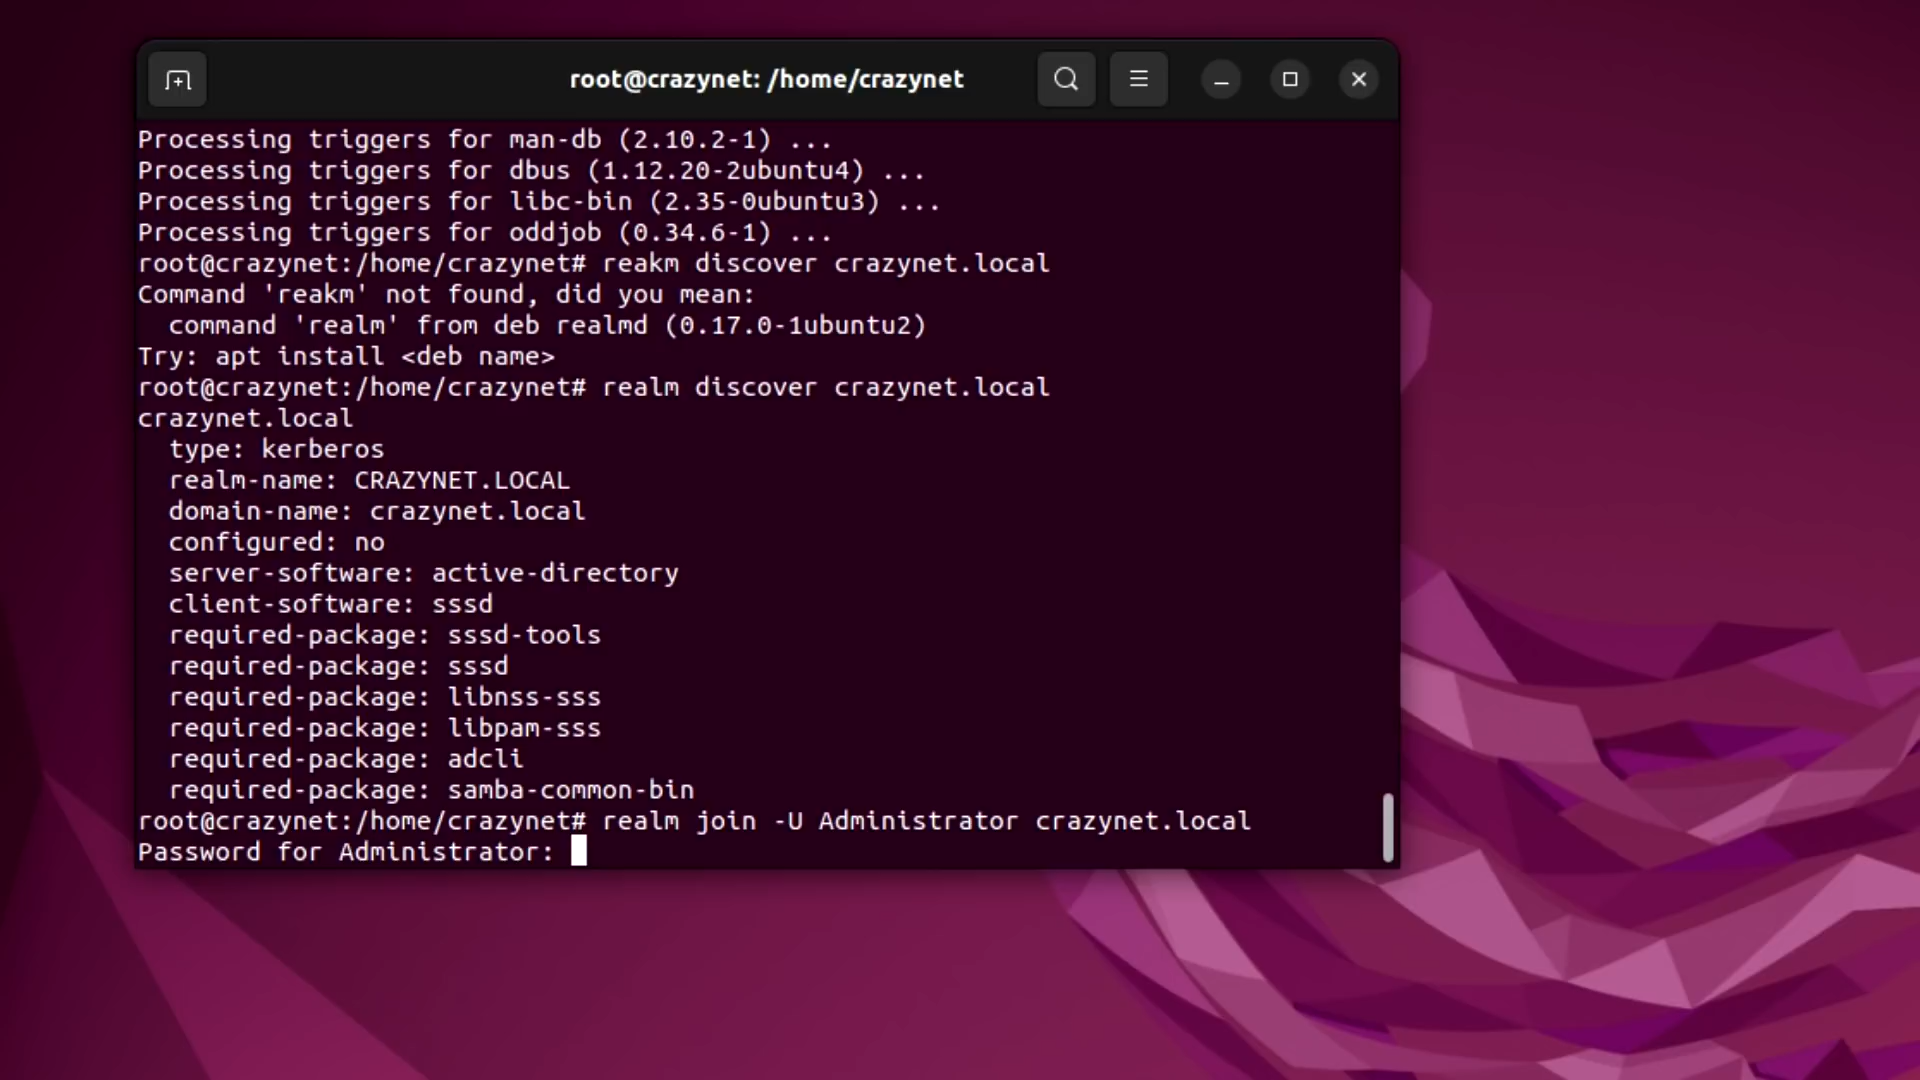 root@crazynet: /home/crazynet
Processing triggers for man-db (2.10.2-1) ...
Processing triggers for dbus (1.12.20-2ubuntu4) ...
Processing triggers for libc-bin (2.35-0ubuntu3) ...
Processing triggers for oddjob (0.34.6-1) ...
root@crazynet:/home/crazynet# reakm discover crazynet.local
Command 'reakm' not found, did you mean:
  command 'realm' from deb realmd (0.17.0-1ubuntu2)
Try: apt install <deb name>
root@crazynet:/home/crazynet# realm discover crazynet.local
crazynet.local
  type: kerberos
  realm-name: CRAZYNET.LOCAL
  domain-name: crazynet.local
  configured: no
  server-software: active-directory
  client-software: sssd
  required-package: sssd-tools
  required-package: sssd
  required-package: libnss-sss
  required-package: libpam-sss
  required-package: adcli
  required-package: samba-common-bin
root@crazynet:/home/crazynet# realm join -U Administrator crazynet.local
Password for Administrator: